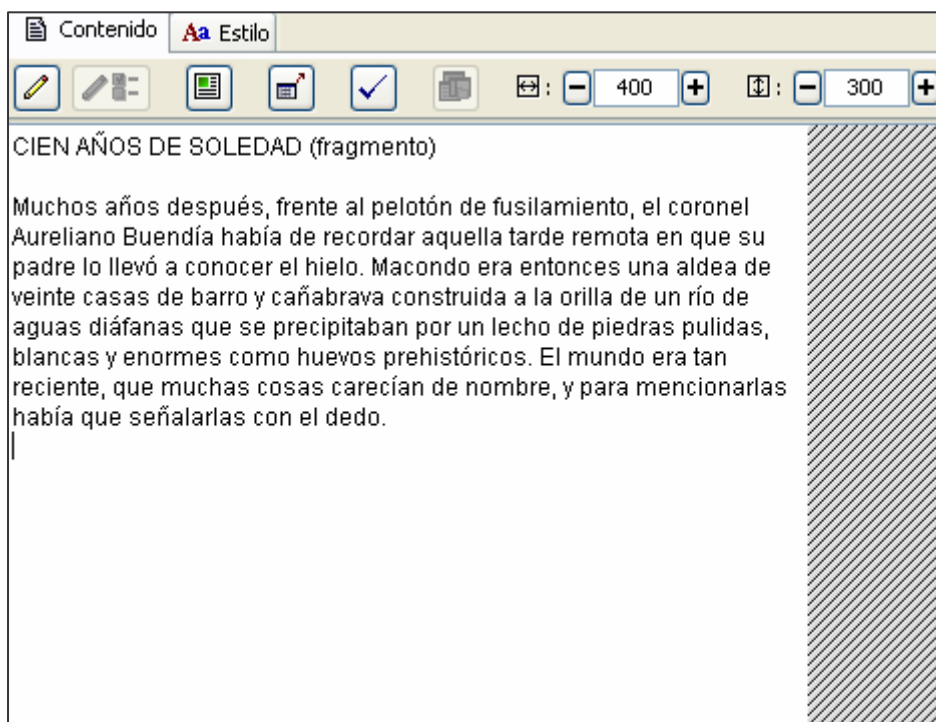 Contenido
Aa Estilo
: 400
: 300
CIEN AÑOS DE SOLEDAD (fragmento)
Muchos años después, frente al pelotón de fusilamiento, el coronel
Aureliano Buendía había de recordar aquella tarde remota en que su
padre lo llevó a conocer el hielo. Macondo era entonces una aldea de
veinte casas de barro y cañabrava construida a la orilla de un río de
aguas diáfanas que se precipitaban por un lecho de piedras pulidas,
blancas y enormes como huevos prehistóricos. El mundo era tan
reciente, que muchas cosas carecían de nombre, y para mencionarlas
había que señalarlas con el dedo.